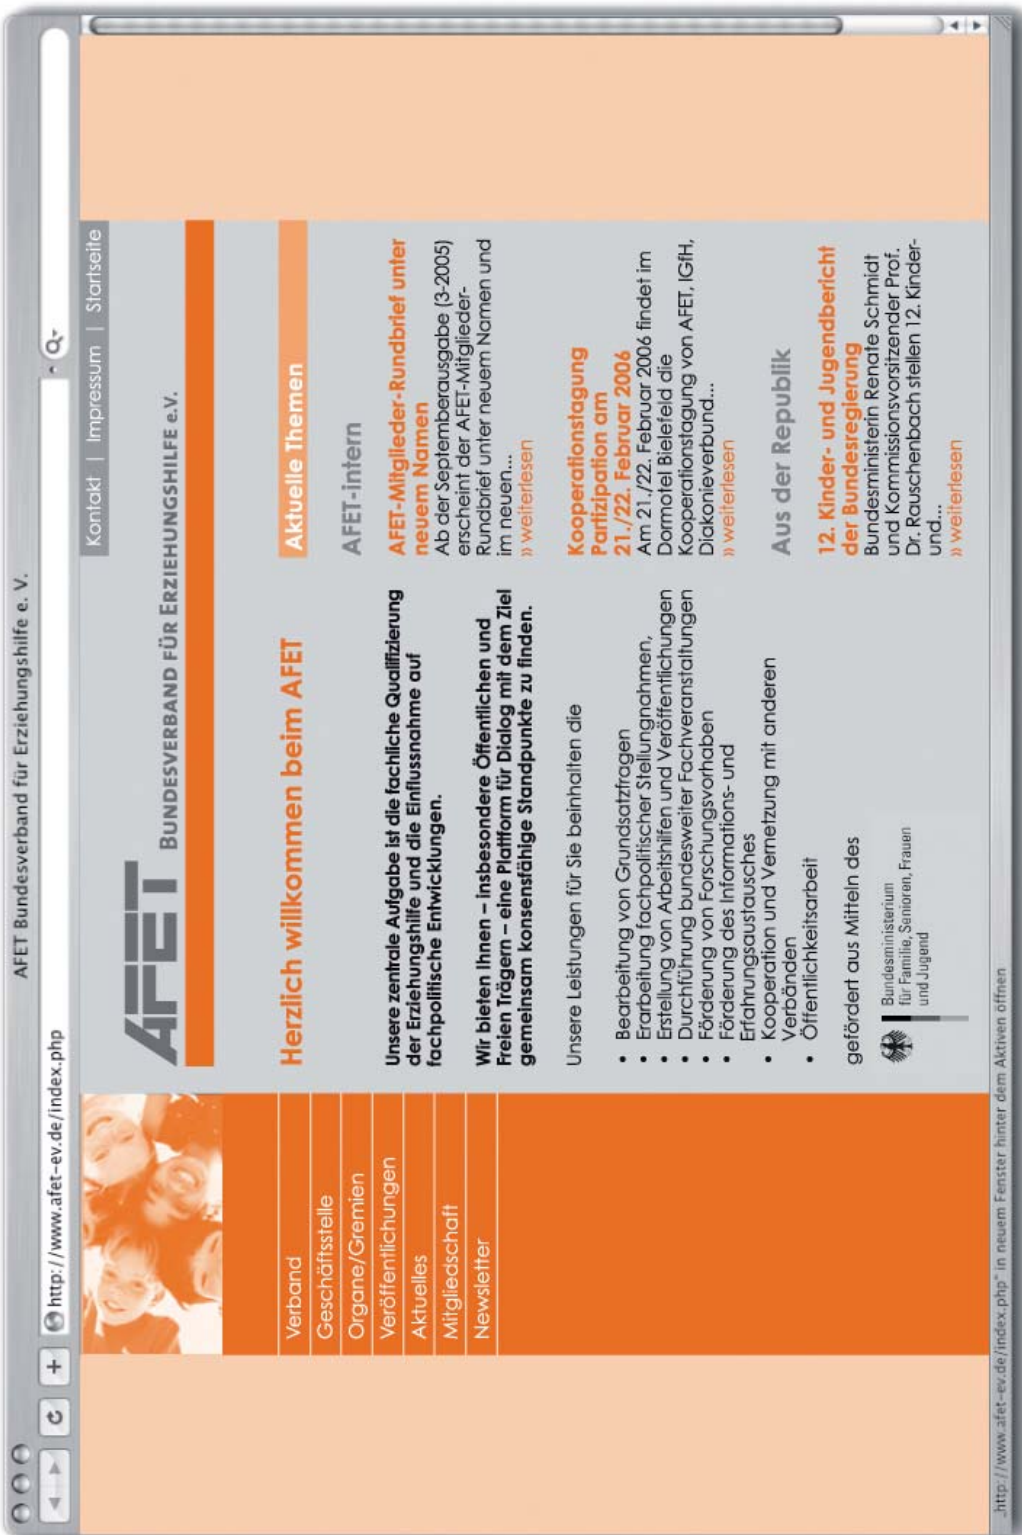 AFET Bundesverband für Erziehungshilfe e. V.
http://www.afet-ev.de/index.php
Kontakt | Impressum | Startseite
AFET
BUNDESVERBAND FÜR ERZIEHUNGSHILFE e.V.
Verband
Geschäftsstelle
Organe/Gremien
Veröffentlichungen
Aktuelles
Mitgliedschaft
Newsletter
Herzlich willkommen beim AFET
Unsere zentrale Aufgabe ist die fachliche Qualifizierung
der Erziehungshilfe und die Einflussnahme auf
fachpolitische Entwicklungen.
Wir bieten Ihnen – insbesondere Öffentlichen und
Freien Trägern – eine Plattform für Dialog mit dem Ziel
gemeinsam konsensfähige Standpunkte zu finden.
Unsere Leistungen für Sie beinhalten die
• Bearbeitung von Grundsatzfragen
• Erarbeitung fachpolitischer Stellungnahmen,
• Erstellung von Arbeitshilfen und Veröffentlichungen
• Durchführung bundesweiter Fachveranstaltungen
• Förderung von Forschungsvorhaben
• Förderung des Informations- und
Erfahrungsaustausches
• Kooperation und Vernetzung mit anderen
Verbänden
• Öffentlichkeitsarbeit
gefördert aus Mitteln des
Bundesministerium
für Familie, Senioren, Frauen
und Jugend
Aktuelle Themen
AFET-intern
AFET-Mitglieder-Rundbrief unter
neuem Namen
Ab der Septemberausgabe (3-2005)
erscheint der AFET-Mitglieder-
Rundbrief unter neuem Namen und
im neuen...
» weiterlesen
Kooperationstagung
Partizipation am
21./22. Februar 2006
Am 21./22. Februar 2006 findet im
Dormotel Bielefeld die
Kooperationstagung von AFET, IGfH,
Diakonieverbund...
» weiterlesen
Aus der Republik
12. Kinder- und Jugendbericht
der Bundesregierung
Bundesministerin Renate Schmidt
und Kommissionsvorsitzender Prof.
Dr. Rauschenbach stellen 12. Kinder-
und...
» weiterlesen
„http://www.afet-ev.de/index.php" in neuem Fenster hinter dem Aktiven öffnen